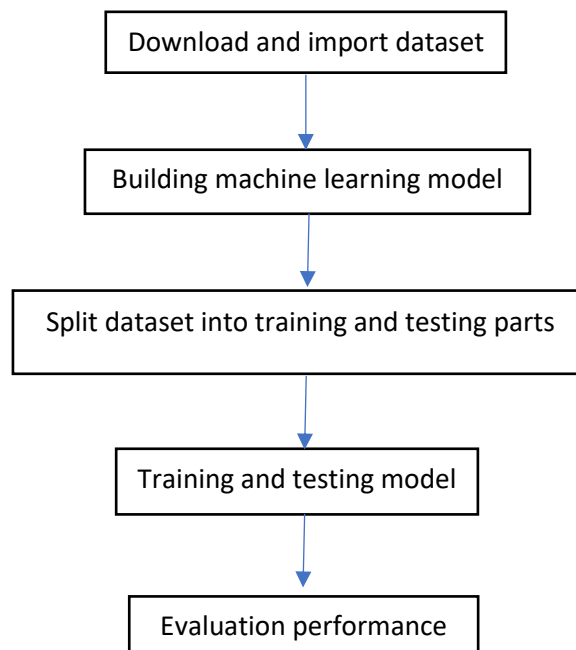 Download and import dataset
Building machine learning model
Split dataset into training and testing parts
Training and testing model
Evaluation performance